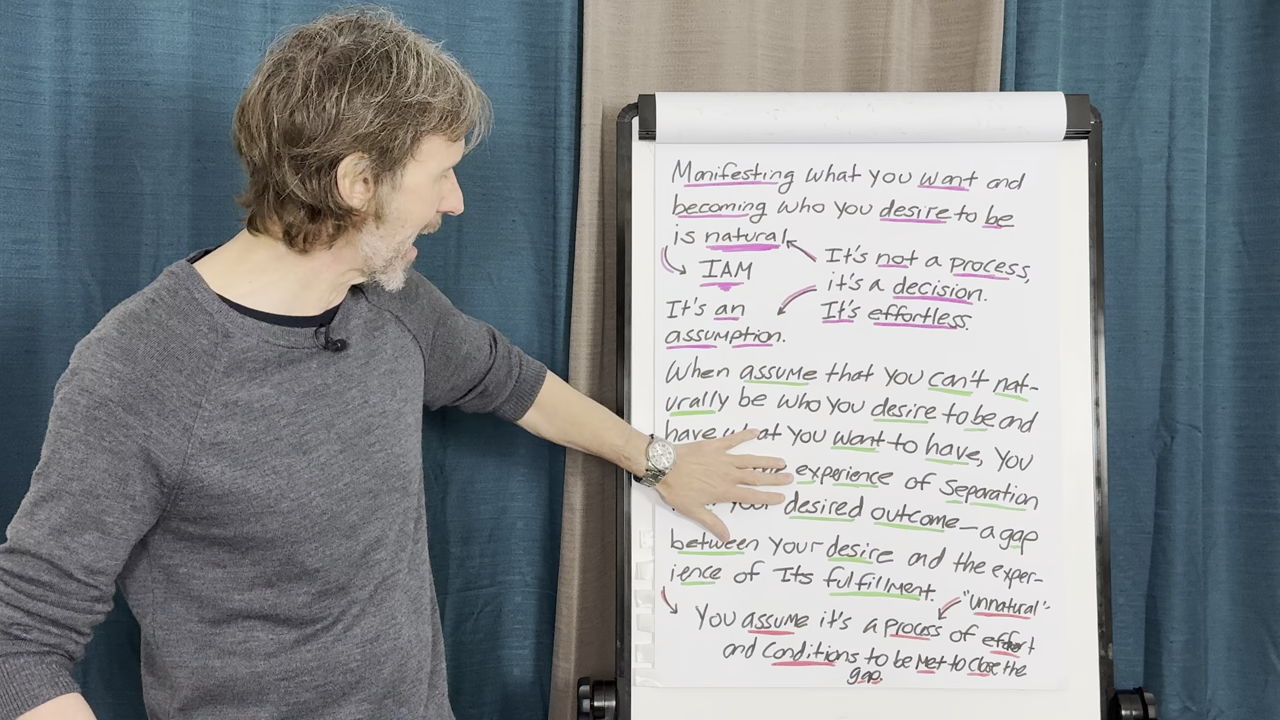 Manifesting what you want and
becoming who you desire to be
is natural
It's not a process,
it's a decision.
It's effortless.
IAM
It's an
assumption.
When assume that you can't nat-
urally be who you desire to be and
have what you want to have, you
experience of separation
your desired outcome—a gap
between your desire and the exper-
ience of Its fulfillment.
"unnatural"
You assume it's a process of effort
and conditions to be met to close the
gap.